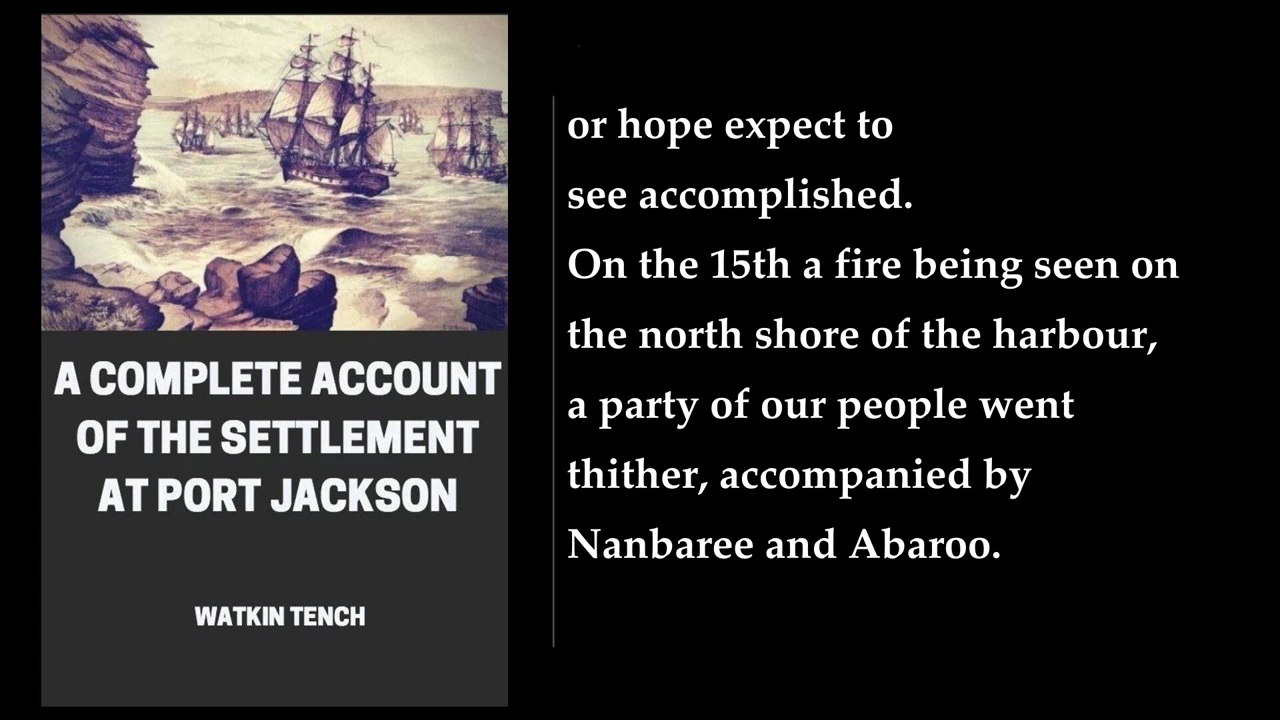 A COMPLETE ACCOUNT
OF THE SETTLEMENT
AT PORT JACKSON
WATKIN TENCH
or hope expect to
see accomplished.
On the 15th a fire being seen on
the north shore of the harbour,
a party of our people went
thither, accompanied by
Nanbaree and Abaroo.